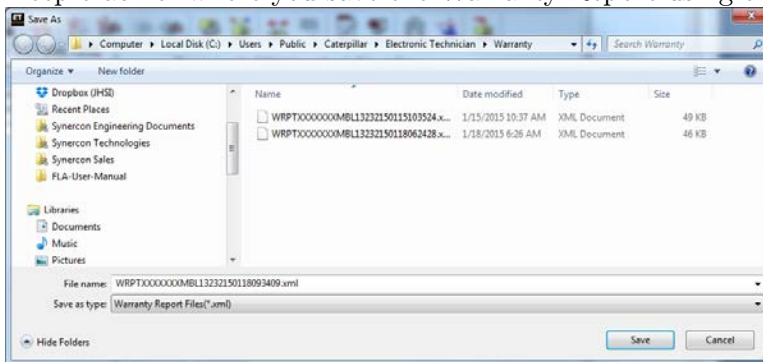 Save As
Computer ▸ Local Disk (C:) ▸ Users ▸ Public ▸ Caterpillar ▸ Electronic Technician ▸ Warranty
Search Warranty
Organize ▾ New folder
Name Date modified Type Size
Dropbox (JHSI)
Recent Places
Synercon Engineering Documents
Synercon Technologies
Synercon Sales
FLA-User-Manual
WRPTXXXXXXXMBL13232150115103524.x... 1/15/2015 10:37 AM XML Document 49 KB
WRPTXXXXXXXMBL13232150118062428.x... 1/18/2015 6:26 AM XML Document 46 KB
Libraries
Documents
Music
Pictures
File name: WRPTXXXXXXXMBL13232150118093409.xml
Save as type: Warranty Report Files(*.xml)
Hide Folders
Save Cancel